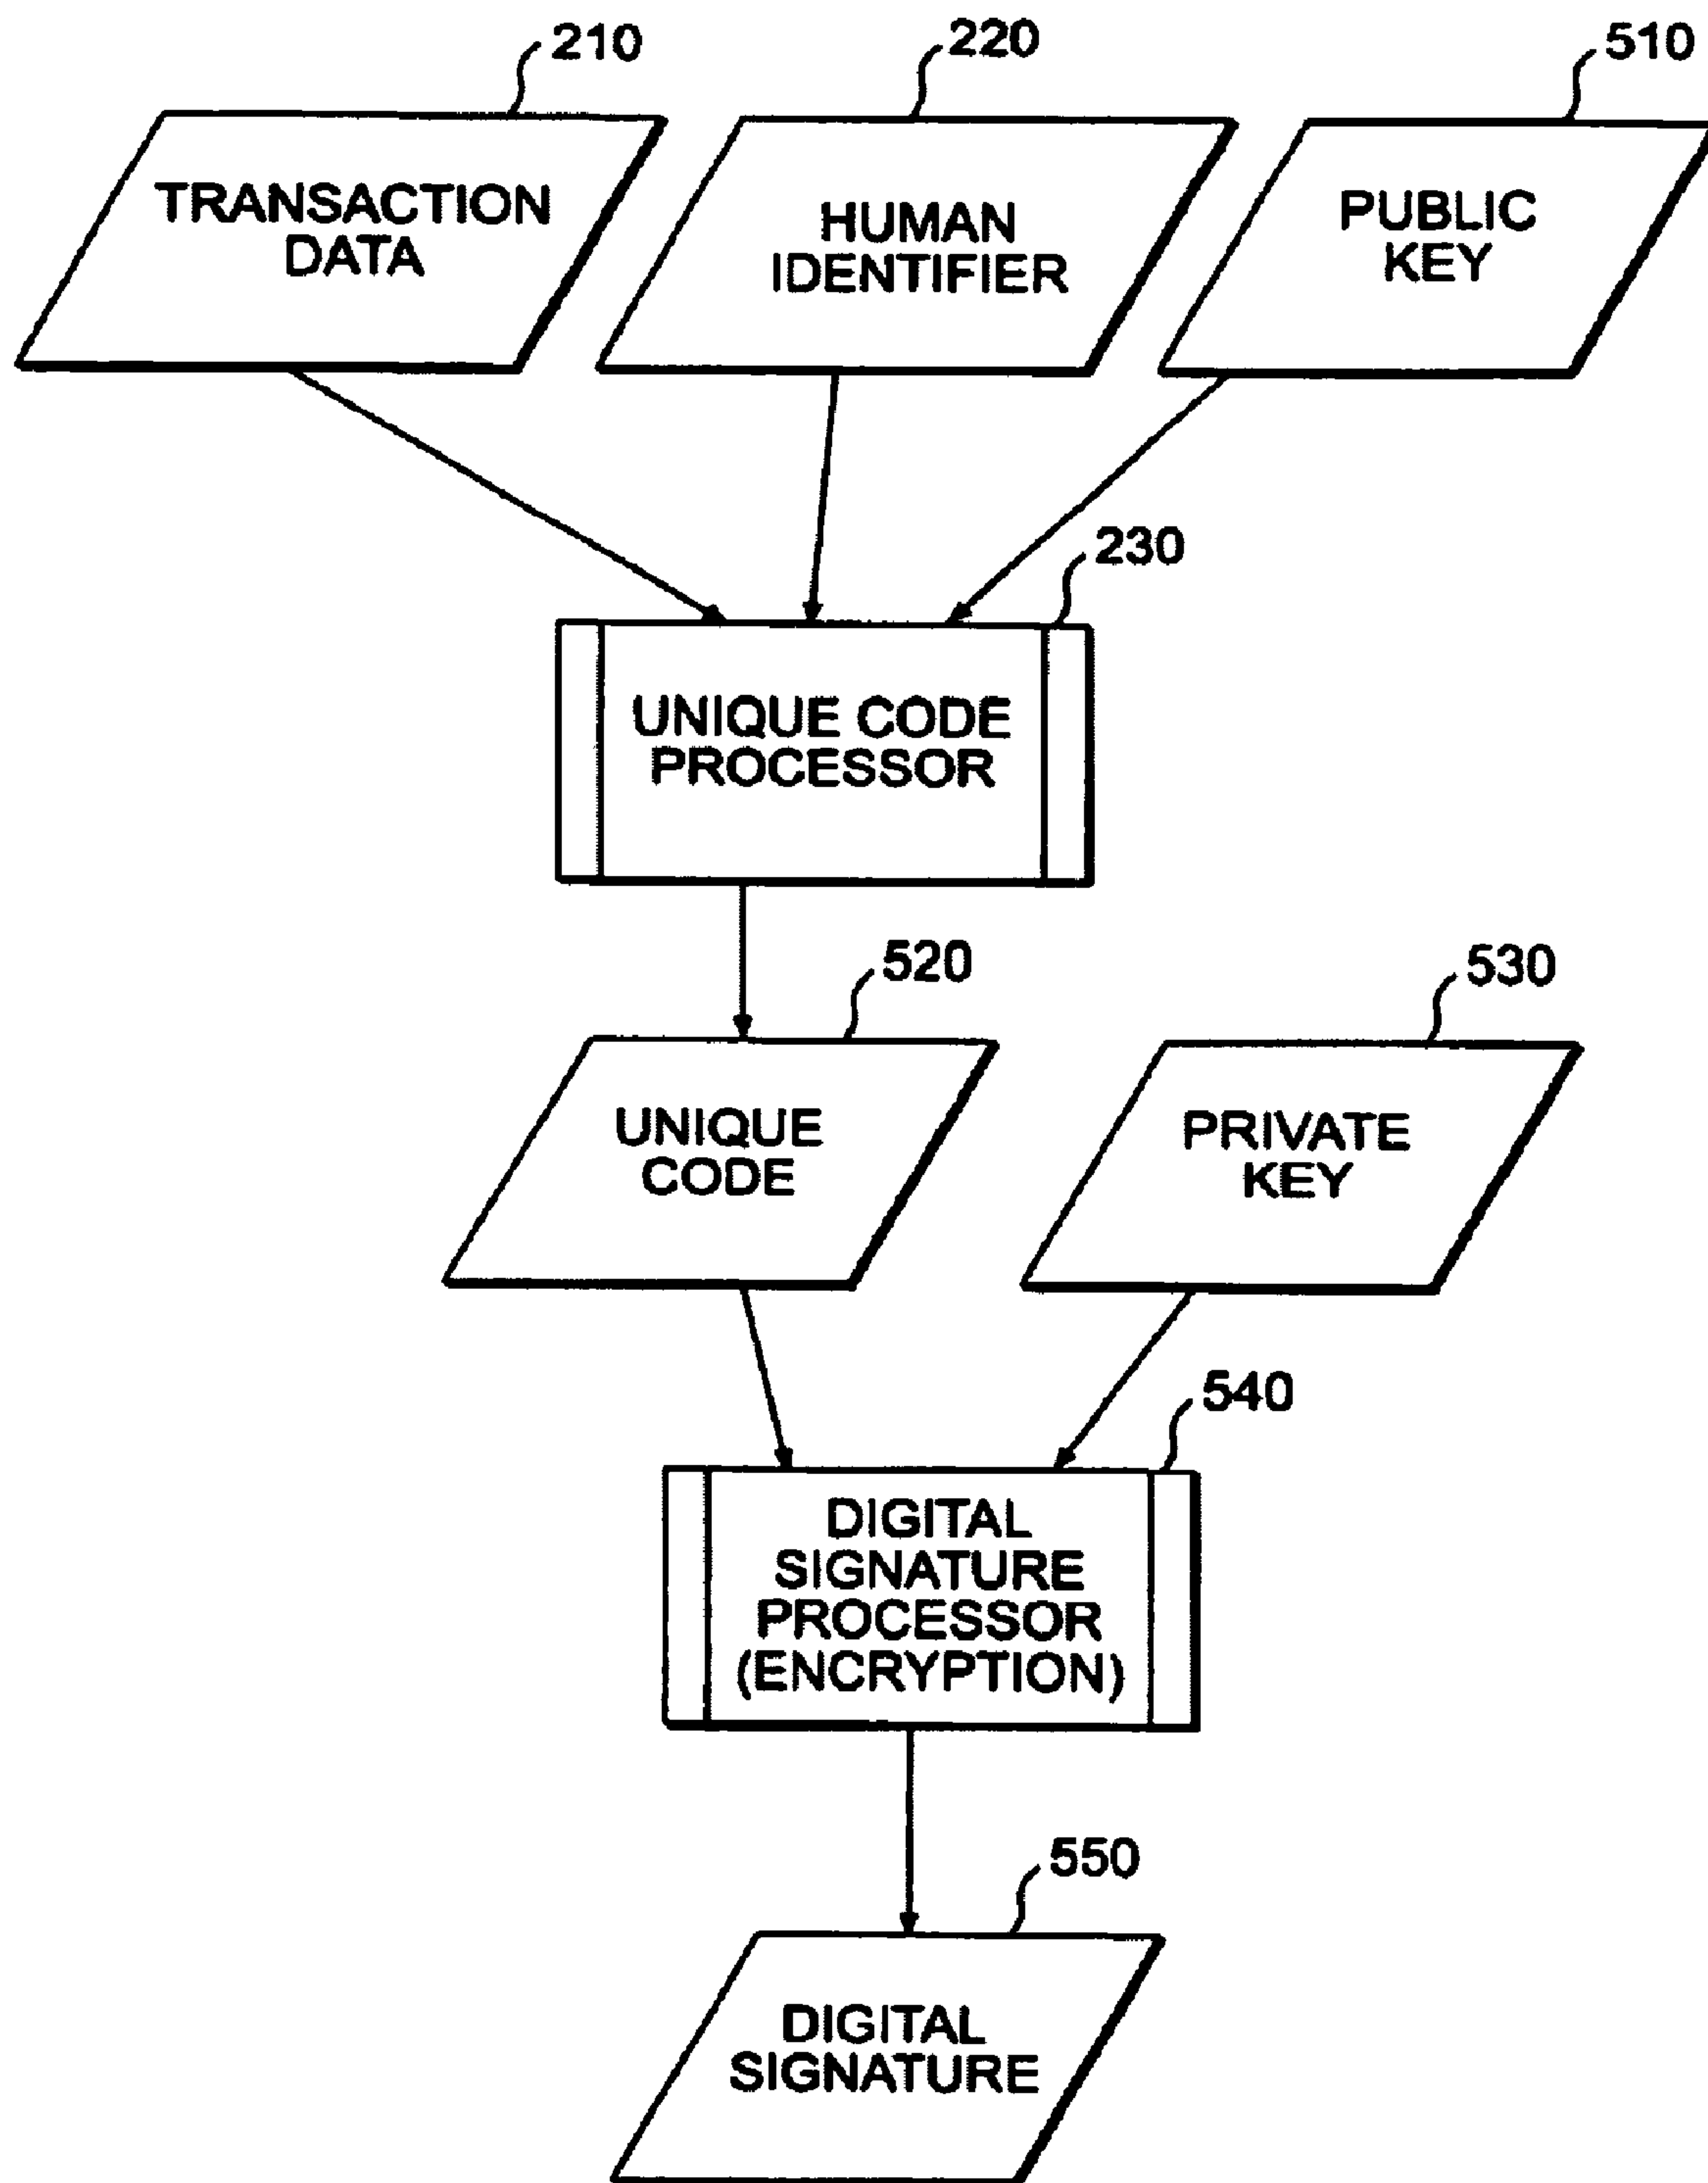 210
220
510
TRANSACTION
DATA
HUMAN
IDENTIFIER
PUBLIC
KEY
230
UNIQUE CODE
PROCESSOR
520
530
UNIQUE
CODE
PRIVATE
KEY
540
DIGITAL
SIGNATURE
PROCESSOR
(ENCRYPTION)
550
DIGITAL
SIGNATURE